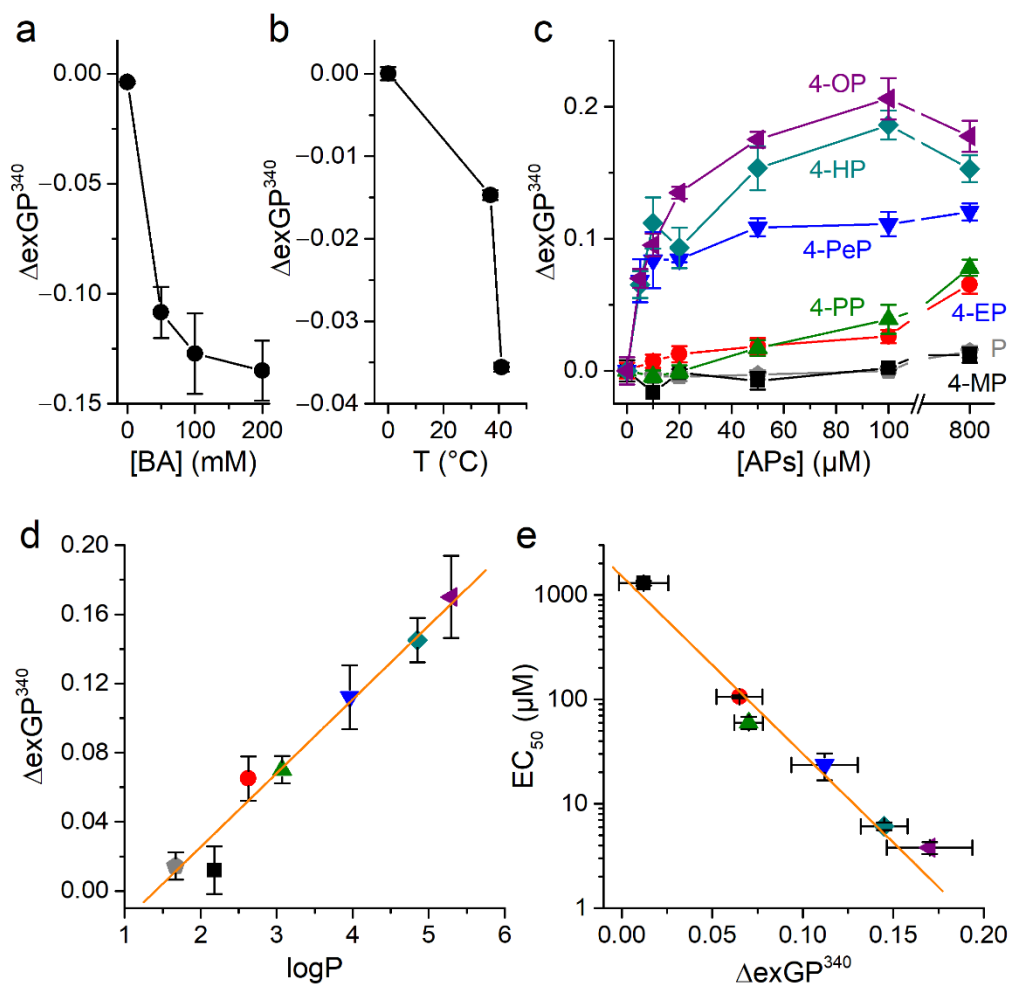 a
0.00
−0.05
−0.10
−0.15
ΔexGP³⁴⁰
0 100 200
[BA] (mM)
b
0.00
−0.01
−0.02
−0.03
−0.04
ΔexGP³⁴⁰
0 20 40
T (°C)
c
0.2
0.1
0.0
ΔexGP³⁴⁰
4-OP
4-HP
4-PeP
4-PP
4-EP
P
4-MP
0 20 40 60 80 100 800
[APs] (μM)
d
0.20
0.16
0.12
0.08
0.04
0.00
ΔexGP³⁴⁰
1 2 3 4 5 6
logP
e
1000
100
10
1
EC₅₀ (μM)
0.00 0.05 0.10 0.15 0.20
ΔexGP³⁴⁰